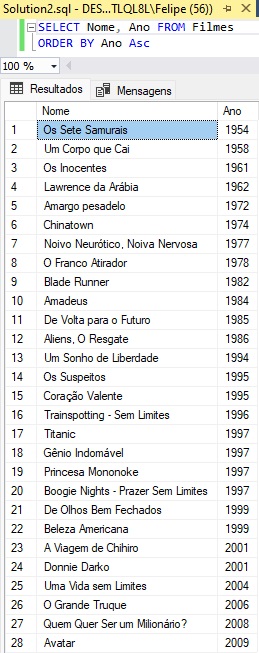 Solution2.sql - DES...TLQL8L\Felipe (56))
SELECT Nome, Ano FROM Filmes
ORDER BY Ano Asc
100 %
Resultados Mensagens
Nome Ano
1 Os Sete Samurais 1954
2 Um Corpo que Cai 1958
3 Os Inocentes 1961
4 Lawrence da Arábia 1962
5 Amargo pesadelo 1972
6 Chinatown 1974
7 Noivo Neurótico, Noiva Nervosa 1977
8 O Franco Atirador 1978
9 Blade Runner 1982
10 Amadeus 1984
11 De Volta para o Futuro 1985
12 Aliens, O Resgate 1986
13 Um Sonho de Liberdade 1994
14 Os Suspeitos 1995
15 Coração Valente 1995
16 Trainspotting - Sem Limites 1996
17 Titanic 1997
18 Gênio Indomável 1997
19 Princesa Mononoke 1997
20 Boogie Nights - Prazer Sem Limites 1997
21 De Olhos Bem Fechados 1999
22 Beleza Americana 1999
23 A Viagem de Chihiro 2001
24 Donnie Darko 2001
25 Uma Vida sem Limites 2004
26 O Grande Truque 2006
27 Quem Quer Ser um Milionário? 2008
28 Avatar 2009